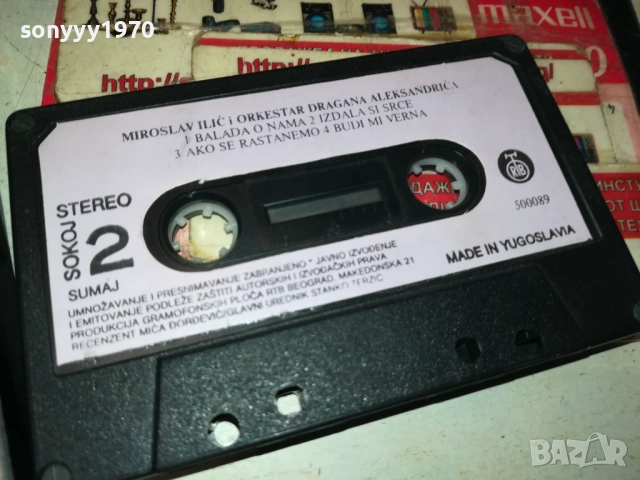 sonyyy1970
maxell
http://
MIROSLAV ILIĆ i ORKESTAR DRAGANA ALEKSANDRIĆA
1 BALADA O NAMA 2 IZDALA SI SRCE
3 AKO SE RASTANEMO 4 BUDI MI VERNA
STEREO
SOKOJ
2
SUMAJ
ДАЖ
RTB
500089
MADE IN YUGOSLAVIA
UMNOŽAVANJE I PRESNIMAVANJE ZABRANJENO * JAVNO IZVOĐENJE
I EMITOVANJE PODLEŽE ZAŠTITI AUTORSKIH I IZVOĐAČKIH PRAVA
PRODUKCIJA GRAMOFONSKIH PLOČA RTB BEOGRAD, MAKEDONSKA 21
RECENZENT MIĆA ĐORĐEVIĆ/GLAVNI UREDNIK STANKO TERZIĆ
BAZAR
bg